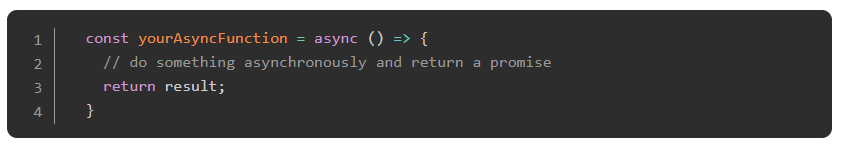 1 const yourAsyncFunction = async () => {
2 // do something asynchronously and return a promise
3 return result;
4 }